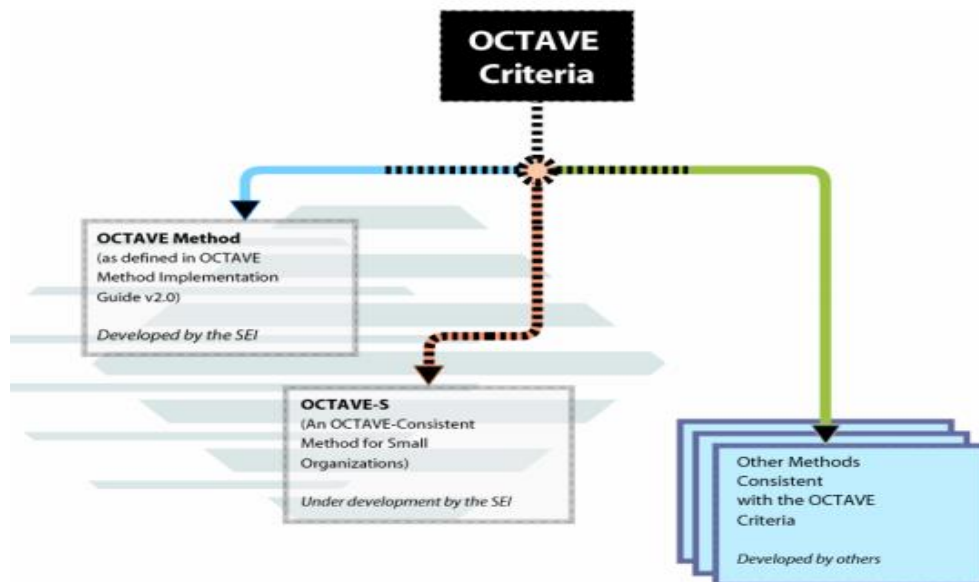 OCTAVE
Criteria
OCTAVE Method
(as defined in OCTAVE
Method Implementation
Guide v2.0)
Developed by the SEI
OCTAVE-S
(An OCTAVE-Consistent
Method for Small
Organizations)
Under development by the SEI
Other Methods
Consistent
with the OCTAVE
Criteria
Developed by others